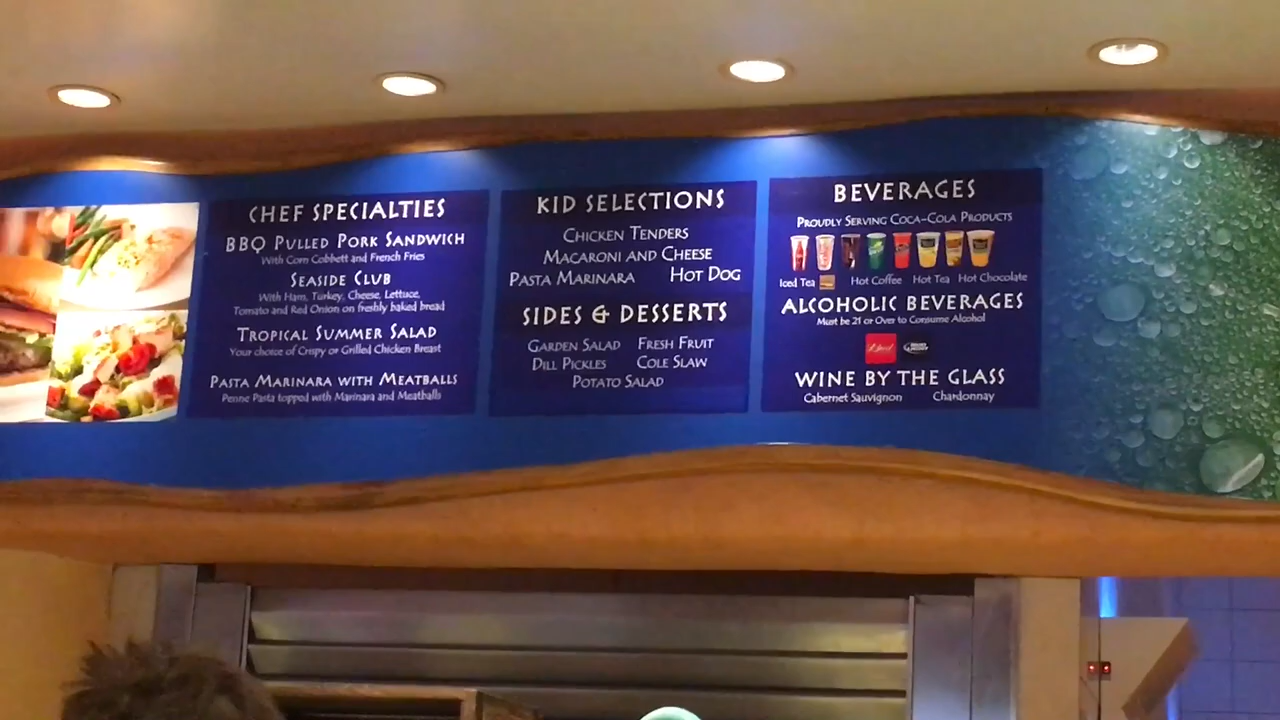 CHEF SPECIALTIES
BBQ PULLED PORK SANDWICH
With Corn Cobbett and French Fries
SEASIDE CLUB
With Ham, Turkey, Cheese, Lettuce,
Tomato and Red Onion on freshly baked bread
TROPICAL SUMMER SALAD
Your choice of Crispy or Grilled Chicken Breast
PASTA MARINARA WITH MEATBALLS
Penne Pasta topped with Marinara and Meatballs
KID SELECTIONS
CHICKEN TENDERS
MACARONI AND CHEESE
PASTA MARINARA HOT DOG
SIDES & DESSERTS
GARDEN SALAD FRESH FRUIT
DILL PICKLES COLE SLAW
POTATO SALAD
BEVERAGES
PROUDLY SERVING COCA-COLA PRODUCTS
Iced Tea Hot Coffee Hot Tea Hot Chocolate
ALCOHOLIC BEVERAGES
Must be 21 or Over to Consume Alcohol
WINE BY THE GLASS
Cabernet Sauvignon Chardonnay